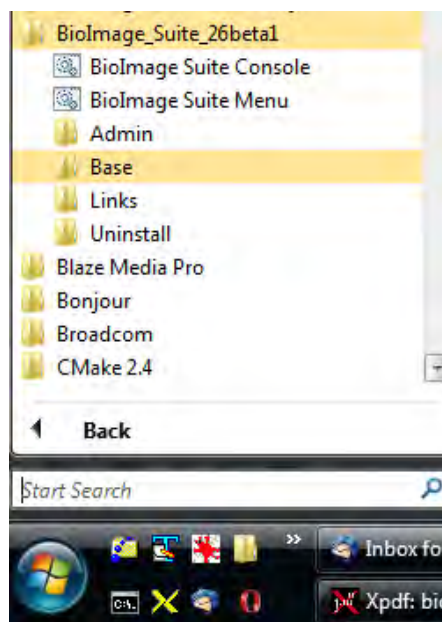 BioImage_Suite_26beta1
BioImage Suite Console
BioImage Suite Menu
Admin
Base
Links
Uninstall
Blaze Media Pro
Bonjour
Broadcom
CMake 2.4
Back
Start Search
» Inbox fo
C:\. Xpdf: bio